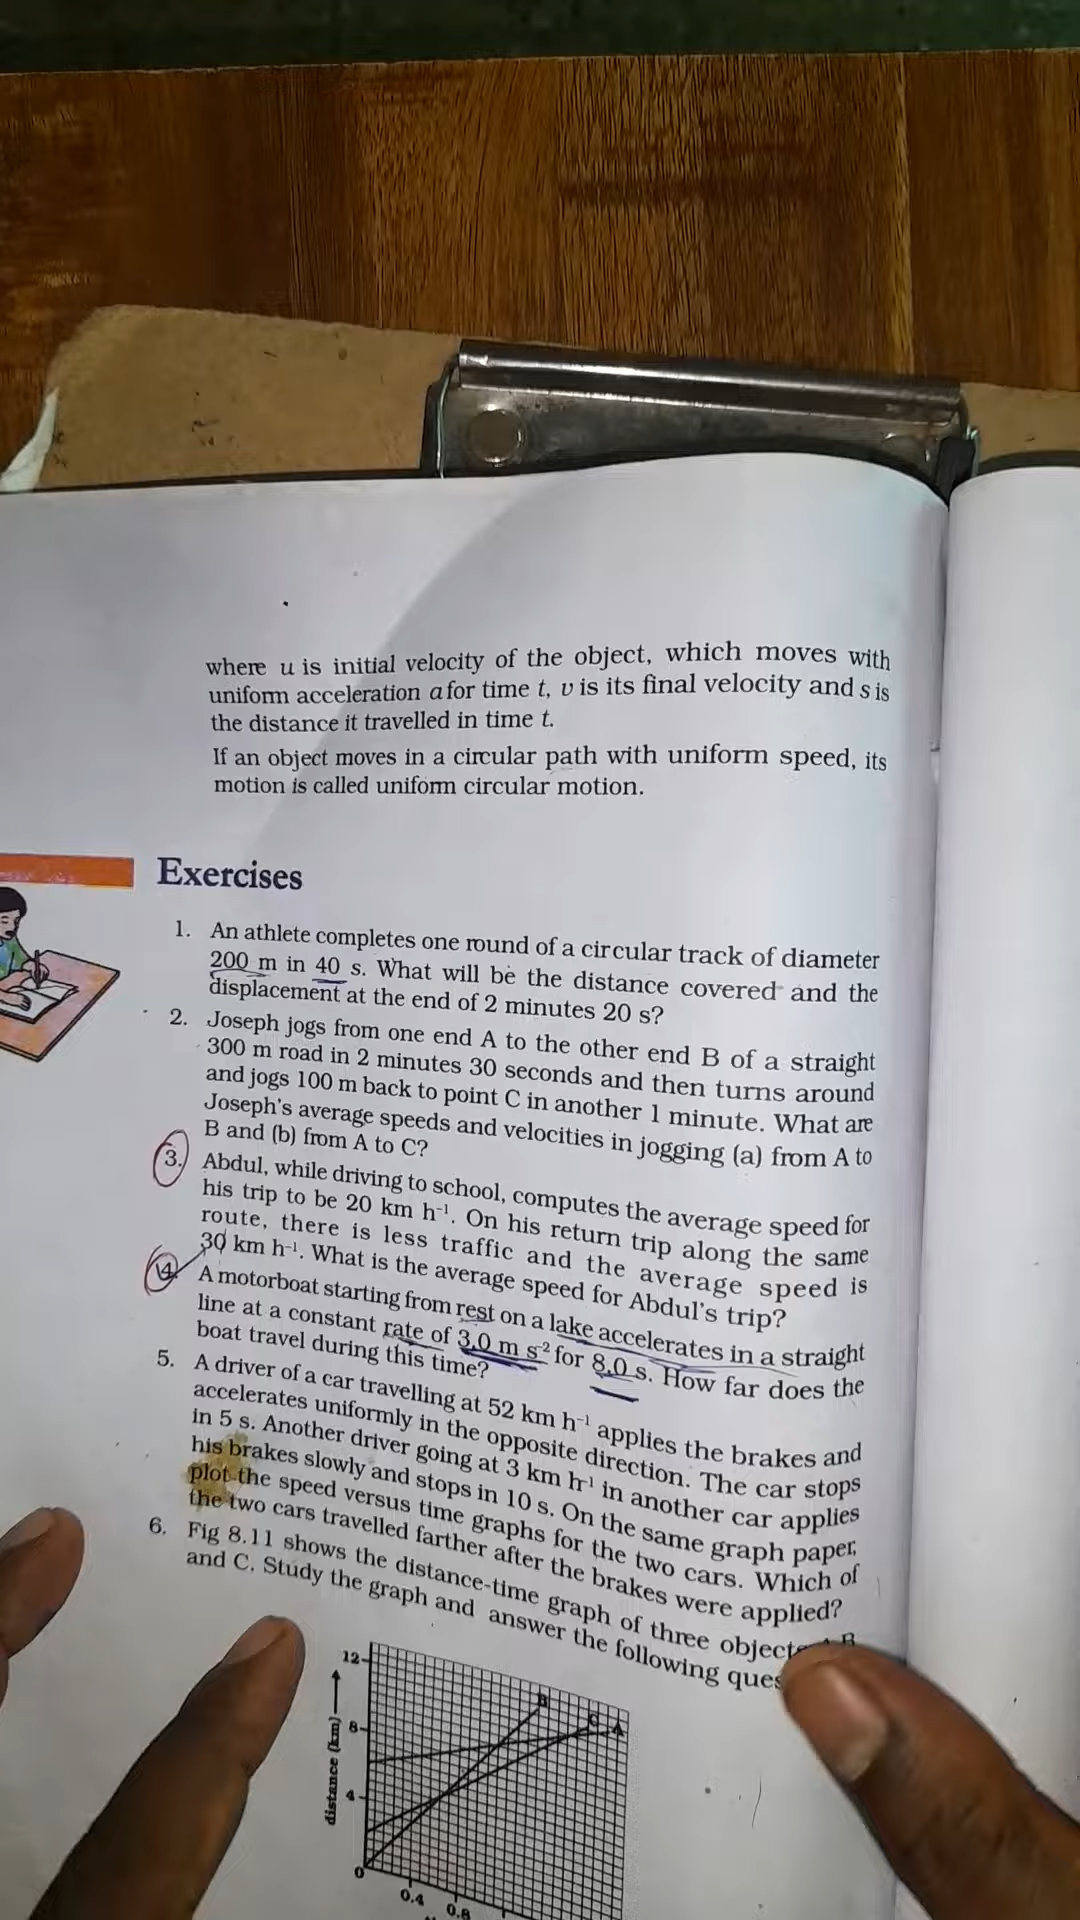 where u is initial velocity of the object, which moves with
uniform acceleration a for time t, v is its final velocity and s is
the distance it travelled in time t.
If an object moves in a circular path with uniform speed, its
motion is called uniform circular motion.
Exercises
1. An athlete completes one round of a circular track of diameter
200 m in 40 s. What will be the distance covered and the
displacement at the end of 2 minutes 20 s?
2. Joseph jogs from one end A to the other end B of a straight
300 m road in 2 minutes 30 seconds and then turns around
and jogs 100 m back to point C in another 1 minute. What are
Joseph's average speeds and velocities in jogging (a) from A to
B and (b) from A to C?
3. Abdul, while driving to school, computes the average speed for
his trip to be 20 km h⁻¹. On his return trip along the same
route, there is less traffic and the average speed is
30 km h⁻¹. What is the average speed for Abdul's trip?
4. A motorboat starting from rest on a lake accelerates in a straight
line at a constant rate of 3.0 m s⁻² for 8.0 s. How far does the
boat travel during this time?
5. A driver of a car travelling at 52 km h⁻¹ applies the brakes and
accelerates uniformly in the opposite direction. The car stops
in 5 s. Another driver going at 3 km h⁻¹ in another car applies
his brakes slowly and stops in 10 s. On the same graph paper,
plot the speed versus time graphs for the two cars. Which of
the two cars travelled farther after the brakes were applied?
6. Fig 8.11 shows the distance-time graph of three objects
and C. Study the graph and answer the following
12
B
C A
8
distance (km)
4
0
0.4
0.8